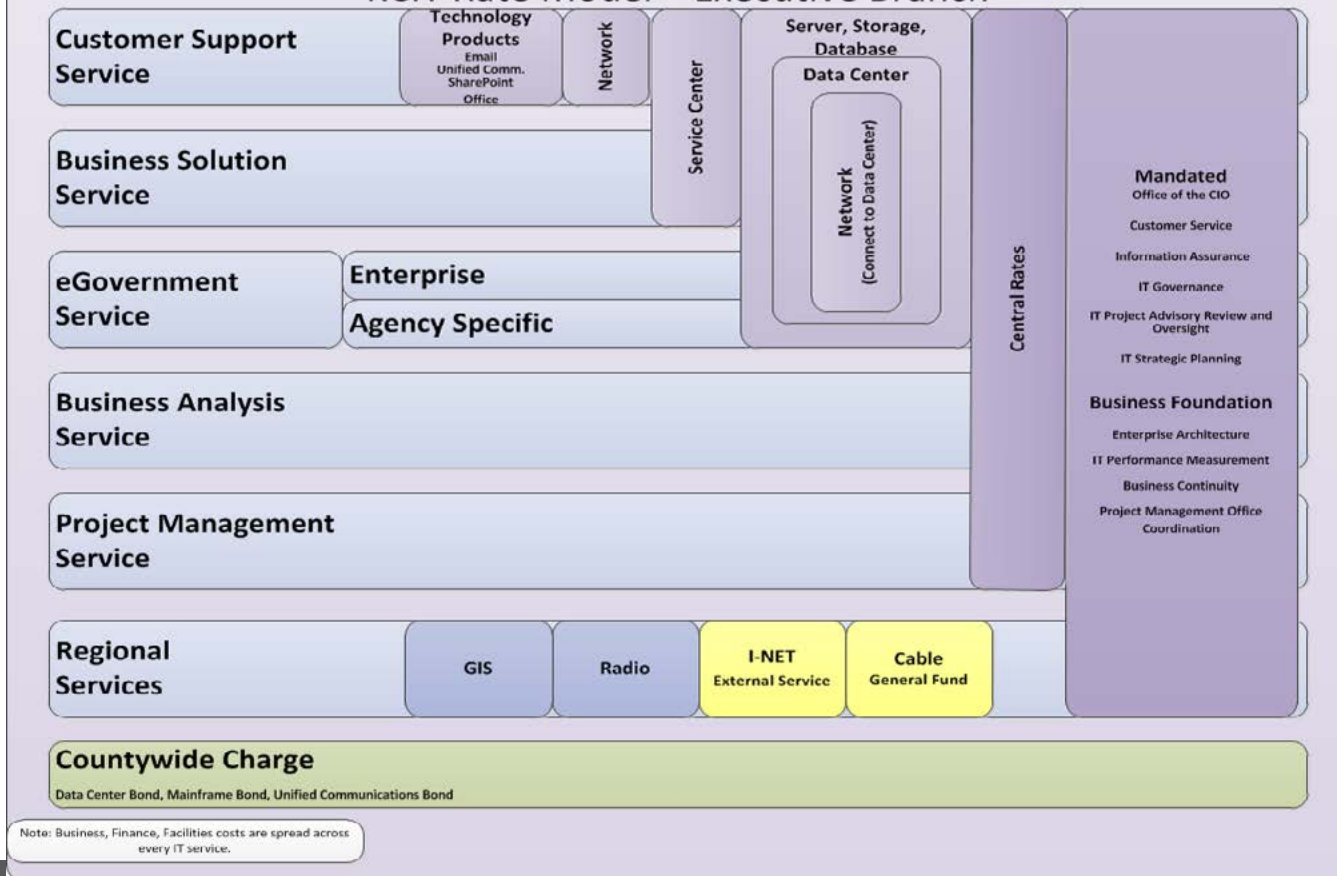 Customer Support
Service
Technology
Products
Email
Unified Comm.
SharePoint
Office
Network
Service Center
Server, Storage,
Database
Data Center
Network
(Connect to Data Center)
Central Rates
Mandated
Office of the CIO
Customer Service
Information Assurance
IT Governance
IT Project Advisory Review and
Oversight
IT Strategic Planning
Business Foundation
Enterprise Architecture
IT Performance Measurement
Business Continuity
Project Management Office
Coordination
Business Solution
Service
eGovernment
Service
Enterprise
Agency Specific
Business Analysis
Service
Project Management
Service
Regional
Services
GIS
Radio
I-NET
External Service
Cable
General Fund
Countywide Charge
Data Center Bond, Mainframe Bond, Unified Communications Bond
Note: Business, Finance, Facilities costs are spread across
every IT service.